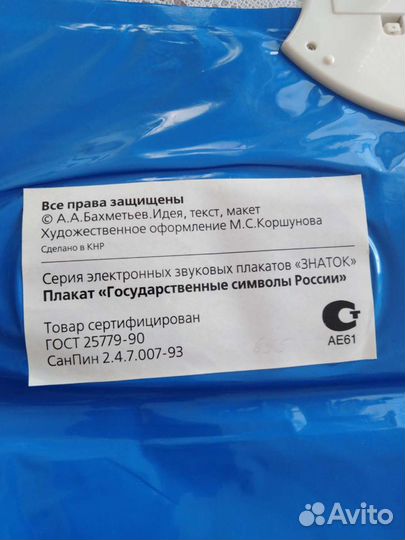 Все права защищены
© А.А.Бахметьев.Идея, текст, макет
Художественное оформление М.С.Коршунова
Сделано в КНР
Серия электронных звуковых плакатов «ЗНАТОК»
Плакат «Государственные символы России»
Товар сертифицирован
ГОСТ 25779-90
СанПин 2.4.7.007-93
АЕ61
Avito